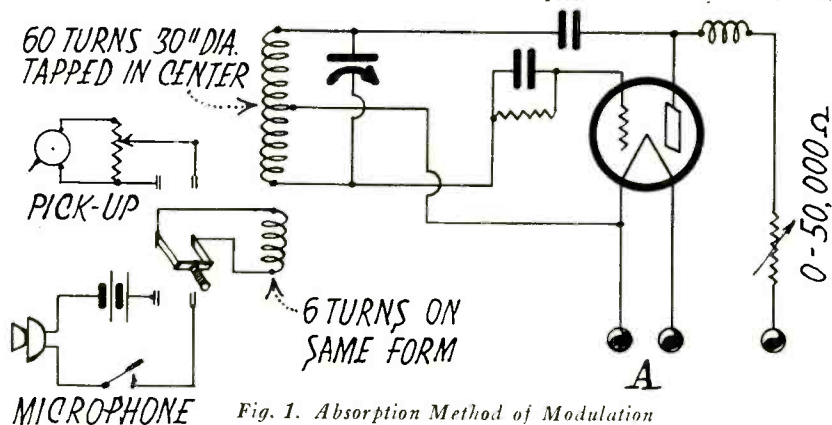 60 TURNS 30" DIA.
TAPPED IN CENTER
PICK-UP
6 TURNS ON
SAME FORM
MICROPHONE
0-50,000Ω
A
Fig. 1. Absorption Method of Modulation